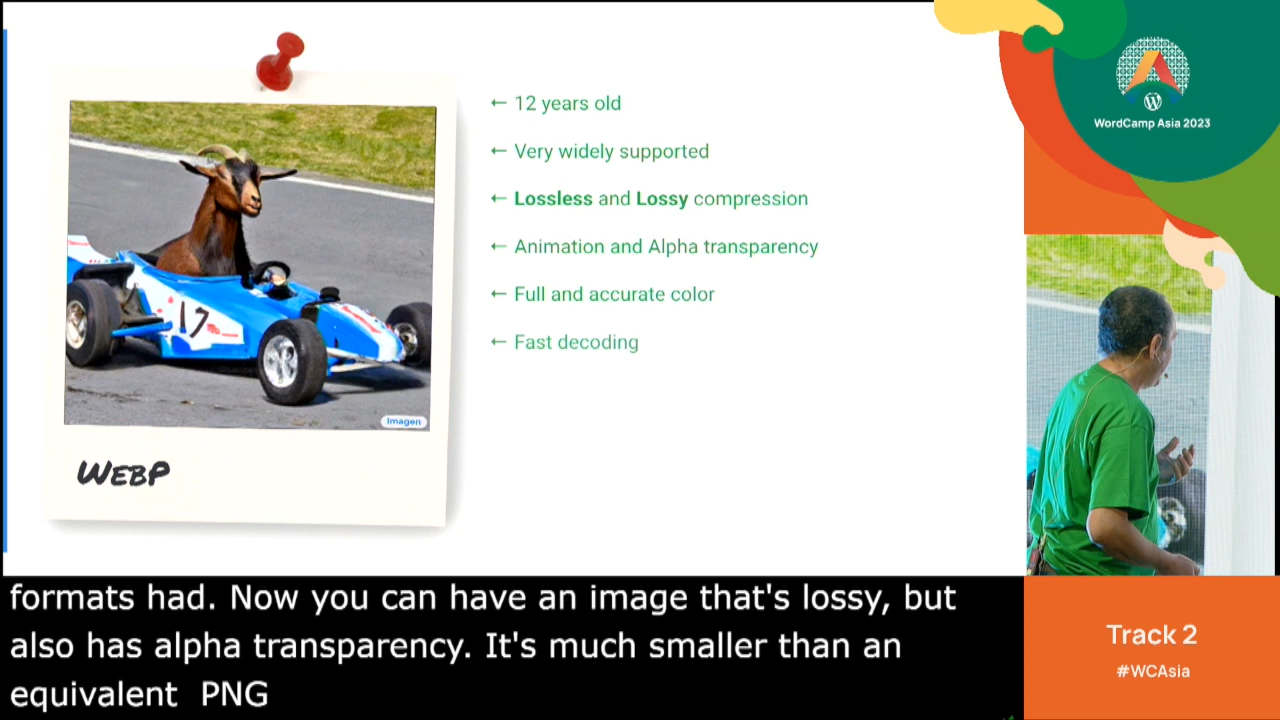 ← 12 years old
← Very widely supported
← Lossless and Lossy compression
← Animation and Alpha transparency
← Full and accurate color
← Fast decoding
17
Imagen
WEBP
WordCamp Asia 2023
formats had. Now you can have an image that's lossy, but
also has alpha transparency. It's much smaller than an
equivalent PNG
Track 2
#WCAsia